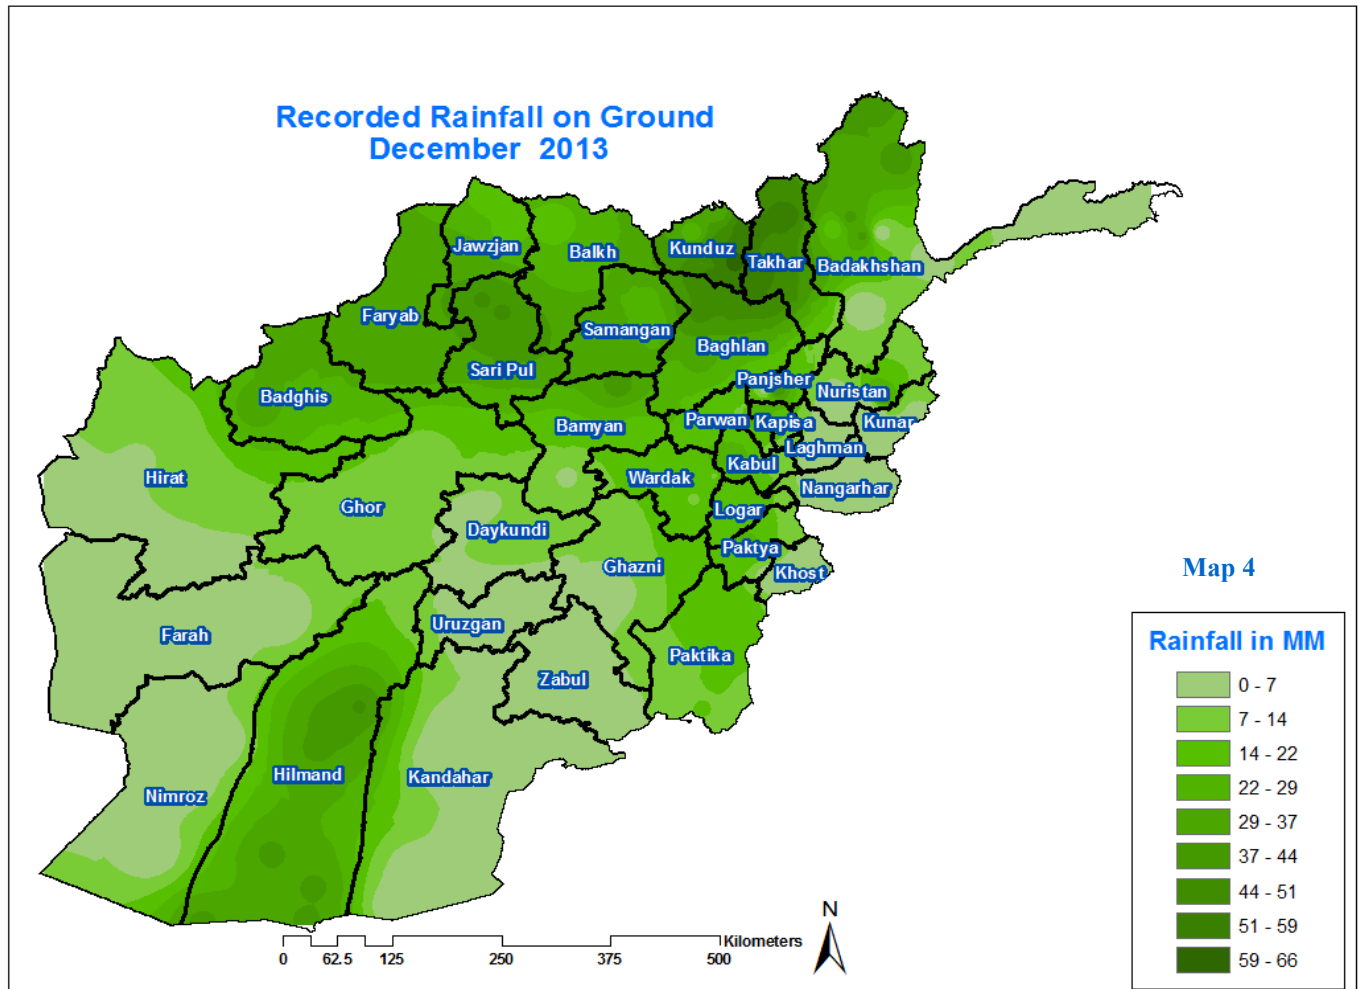 Recorded Rainfall on Ground
December 2013
Jawzjan
Balkh
Kunduz
Takhar
Badakhshan
Faryab
Samangan
Baghlan
Sari Pul
Panjsher
Nuristan
Badghis
Bamyan
Parwan
Kapisa
Kunar
Laghman
Kabul
Hirat
Wardak
Nangarhar
Ghor
Logar
Daykundi
Paktya
Ghazni
Khost
Map 4
Uruzgan
Farah
Paktika
Zabul
Hilmand
Kandahar
Nimroz
Rainfall in MM
0 - 7
7 - 14
14 - 22
22 - 29
29 - 37
37 - 44
44 - 51
51 - 59
59 - 66
N
Kilometers
0 62.5 125 250 375 500